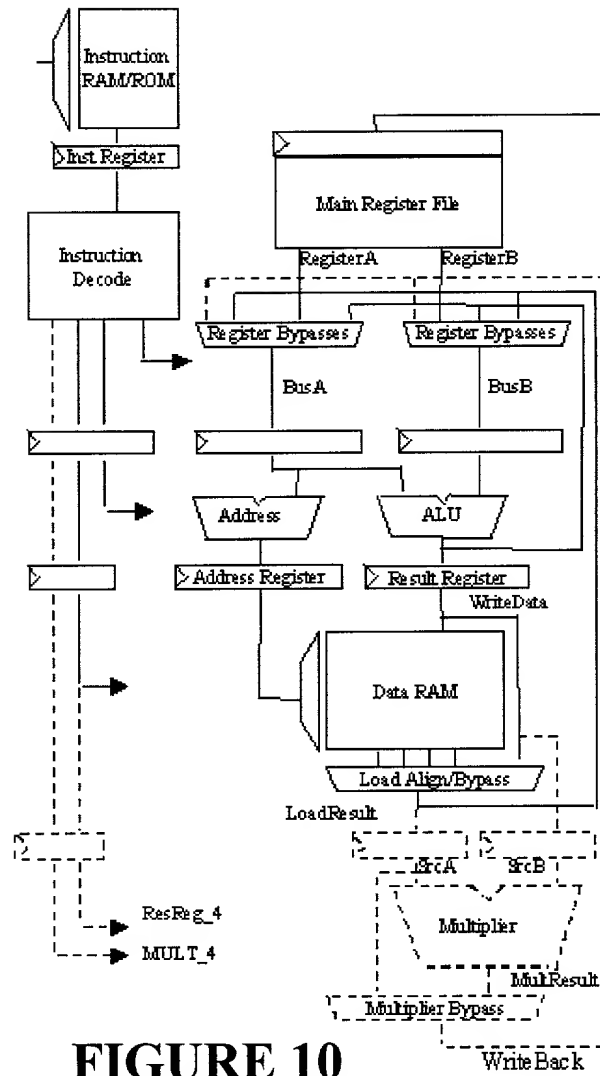 Instruction
RAM/ROM
Inst Register
Instruction
Decode
Main Register File
RegisterA
RegisterB
Register Bypasses
Register Bypasses
BusA
BusB
Address
ALU
Address Register
Result Register
WriteData
Data RAM
Load Align/Bypass
LoadResult
SrcA
SrcB
Multiplier
ResReg_4
MULT_4
MultResult
Multiplier Bypass
WriteBack
FIGURE 10